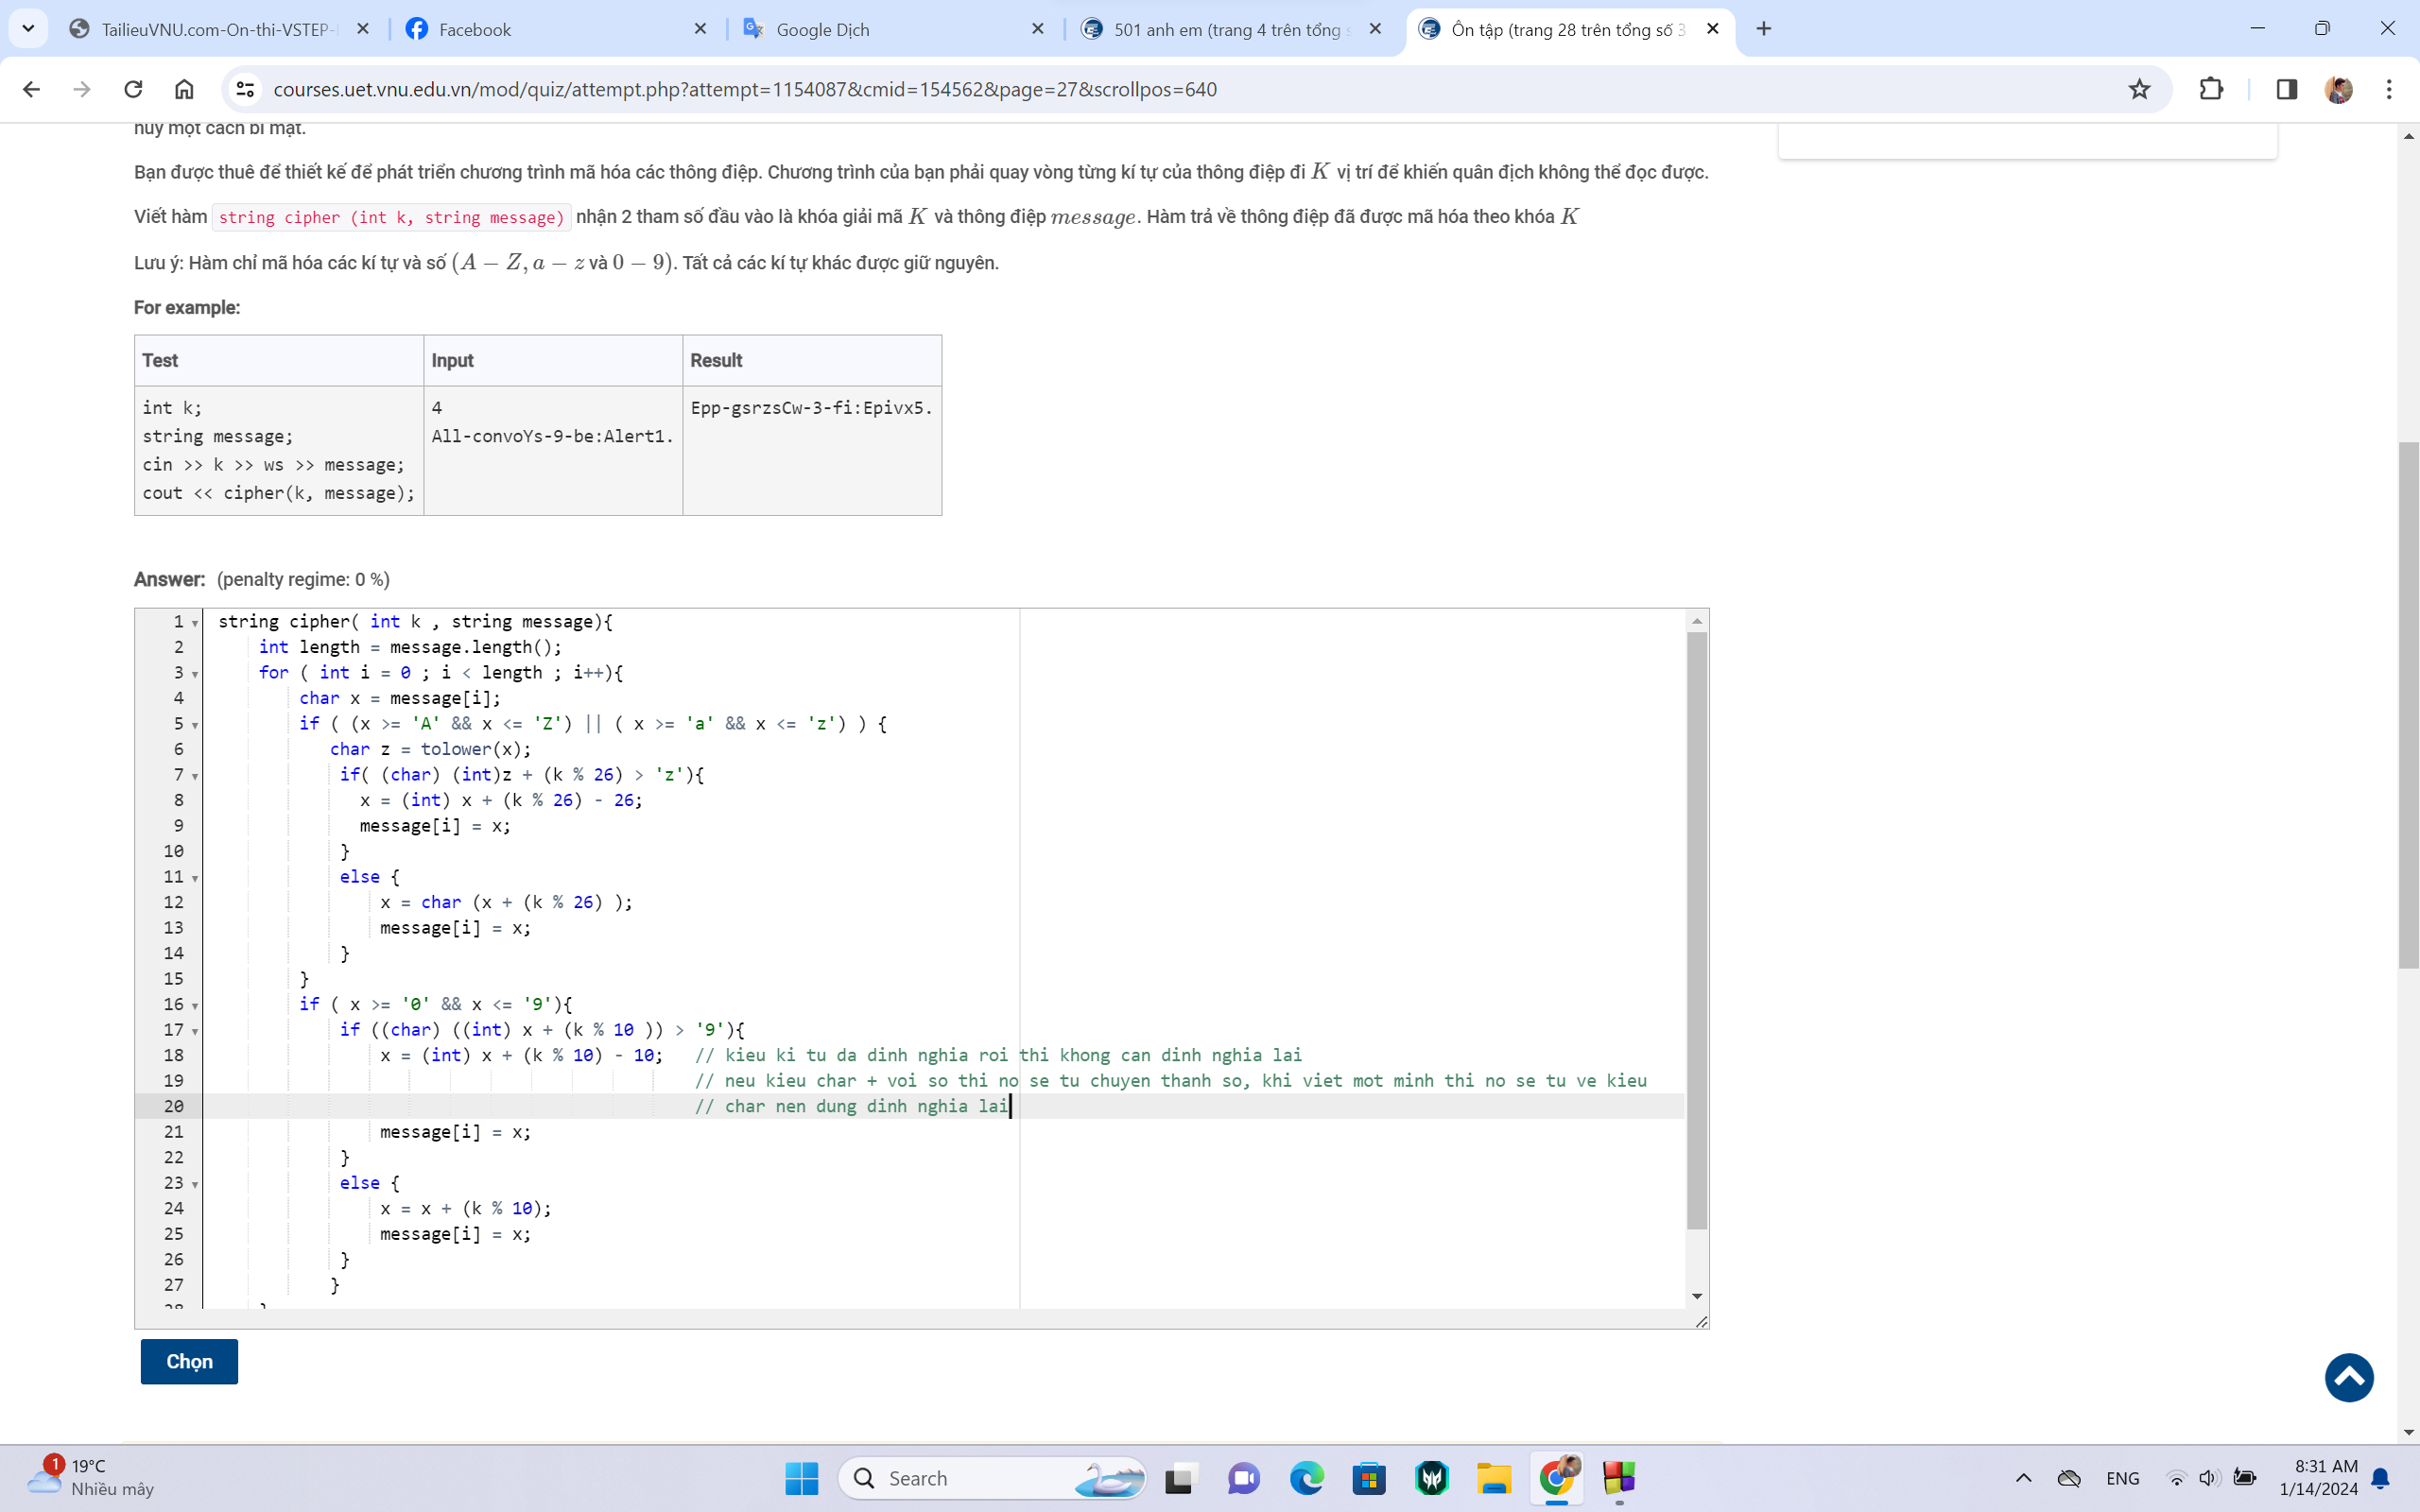 TailieuVNU.com-On-thi-VSTEP-
Facebook
Google Dịch
501 anh em (trang 4 trên tổng s
Ôn tập (trang 28 trên tổng số 3
courses.uet.vnu.edu.vn/mod/quiz/attempt.php?attempt=1154087&cmid=154562&page=27&scrollpos=640
hủy một cách bí mật.
Bạn được thuê để thiết kế để phát triển chương trình mã hóa các thông điệp. Chương trình của bạn phải quay vòng từng kí tự của thông điệp đi K vị trí để khiến quân địch không thể đọc được.
Viết hàm string cipher (int k, string message) nhận 2 tham số đầu vào là khóa giải mã K và thông điệp message. Hàm trả về thông điệp đã được mã hóa theo khóa K
Lưu ý: Hàm chỉ mã hóa các kí tự và số (A − Z, a − z và 0 − 9). Tất cả các kí tự khác được giữ nguyên.
For example:
Test Input Result
int k; 4 Epp-gsrzsCw-3-fi:Epivx5.
string message; All-convoYs-9-be:Alert1.
cin >> k >> ws >> message;
cout << cipher(k, message);
Answer: (penalty regime: 0 %)
1 string cipher( int k , string message){
2 int length = message.length();
3 for ( int i = 0 ; i < length ; i++){
4 char x = message[i];
5 if ( (x >= 'A' && x <= 'Z') || ( x >= 'a' && x <= 'z') ) {
6 char z = tolower(x);
7 if( (char) (int)z + (k % 26) > 'z'){
8 x = (int) x + (k % 26) - 26;
9 message[i] = x;
10 }
11 else {
12 x = char (x + (k % 26) );
13 message[i] = x;
14 }
15 }
16 if ( x >= '0' && x <= '9'){
17 if ((char) ((int) x + (k % 10 )) > '9'){
18 x = (int) x + (k % 10) - 10; // kieu ki tu da dinh nghia roi thi khong can dinh nghia lai
19 // neu kieu char + voi so thi no se tu chuyen thanh so, khi viet mot minh thi no se tu ve kieu
20 // char nen dung dinh nghia lai
21 message[i] = x;
22 }
23 else {
24 x = x + (k % 10);
25 message[i] = x;
26 }
27 }
28 }
Chọn
1
19°C
Nhiều mây
Search
ENG
8:31 AM
1/14/2024